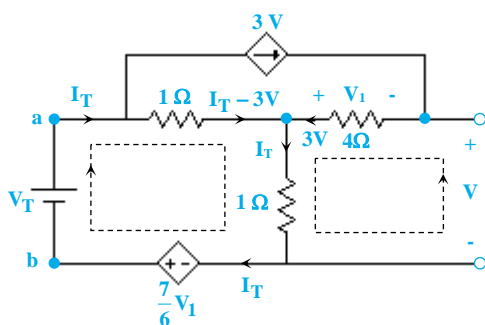 3 V
I_T 1 Ω I_T − 3V + V₁ -
a 3V 4Ω
I_T +
V_T 1 Ω V
b + - -
7/6 V₁ I_T